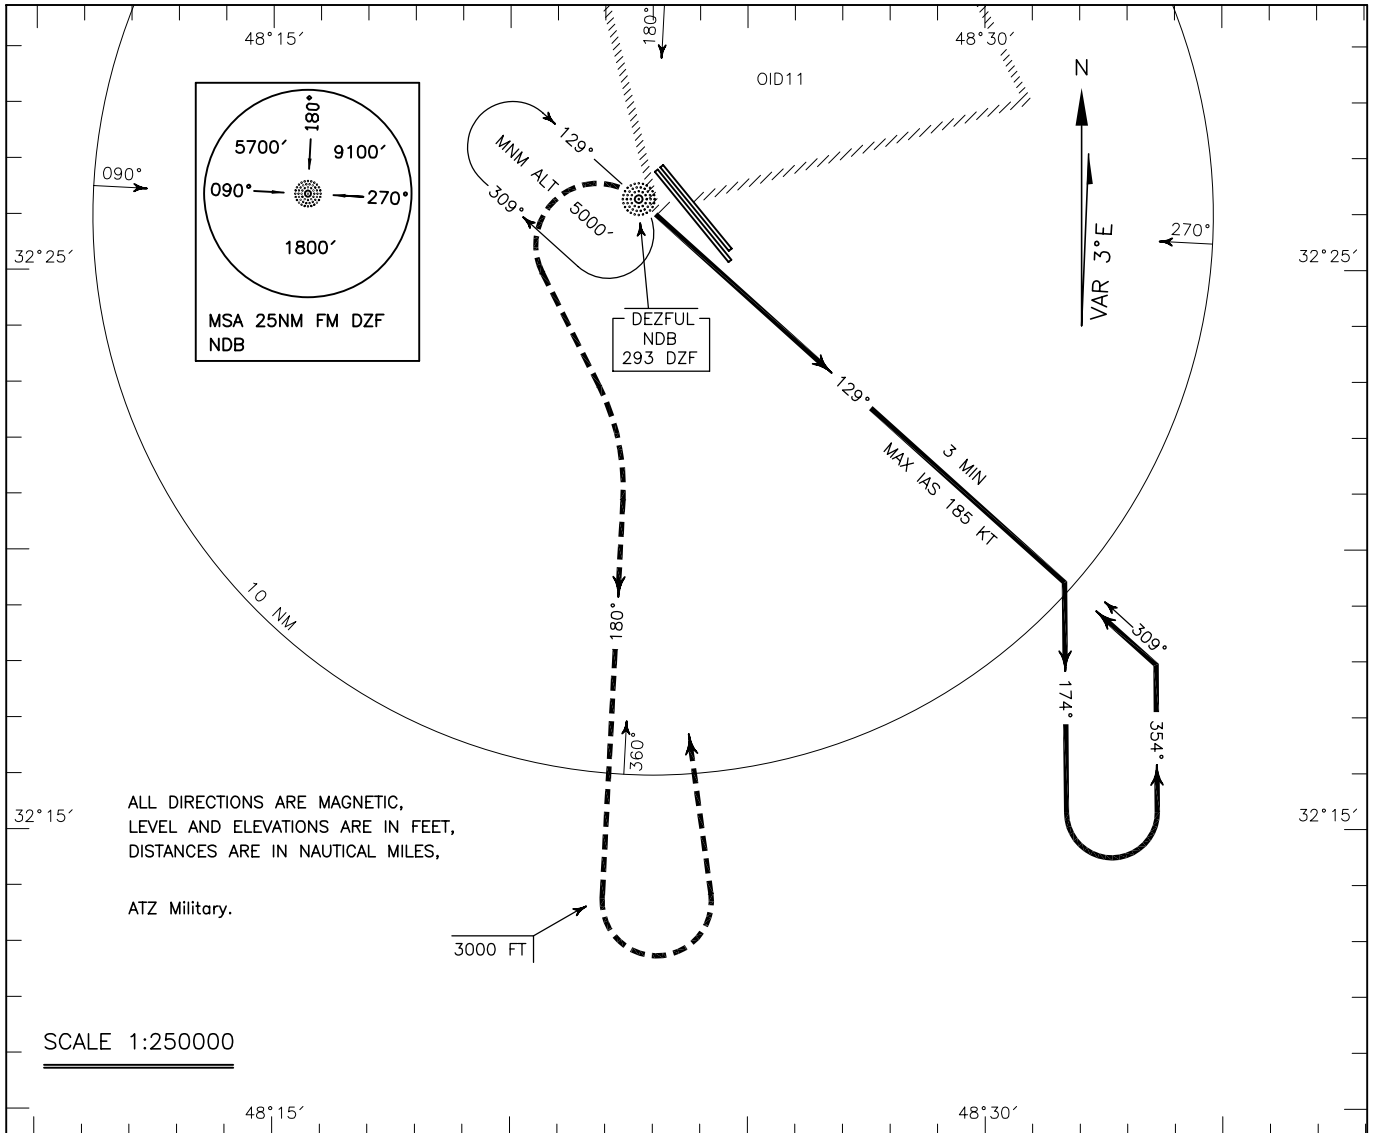 48°15′
48°30′
180°
OID11
N
VAR 3°E
180°
5700′
9100′
090°
270°
1800′
MSA 25NM FM DZF
NDB
090°
129°
MNM ALT
5000′
309°
270°
32°25′
32°25′
DEZFUL
NDB
293 DZF
129°
3 MIN
MAX IAS 185 KT
10 NM
180°
309°
174°
354°
360°
ALL DIRECTIONS ARE MAGNETIC,
LEVEL AND ELEVATIONS ARE IN FEET,
DISTANCES ARE IN NAUTICAL MILES,
32°15′
32°15′
ATZ Military.
3000 FT
SCALE 1:250000
48°15′
48°30′